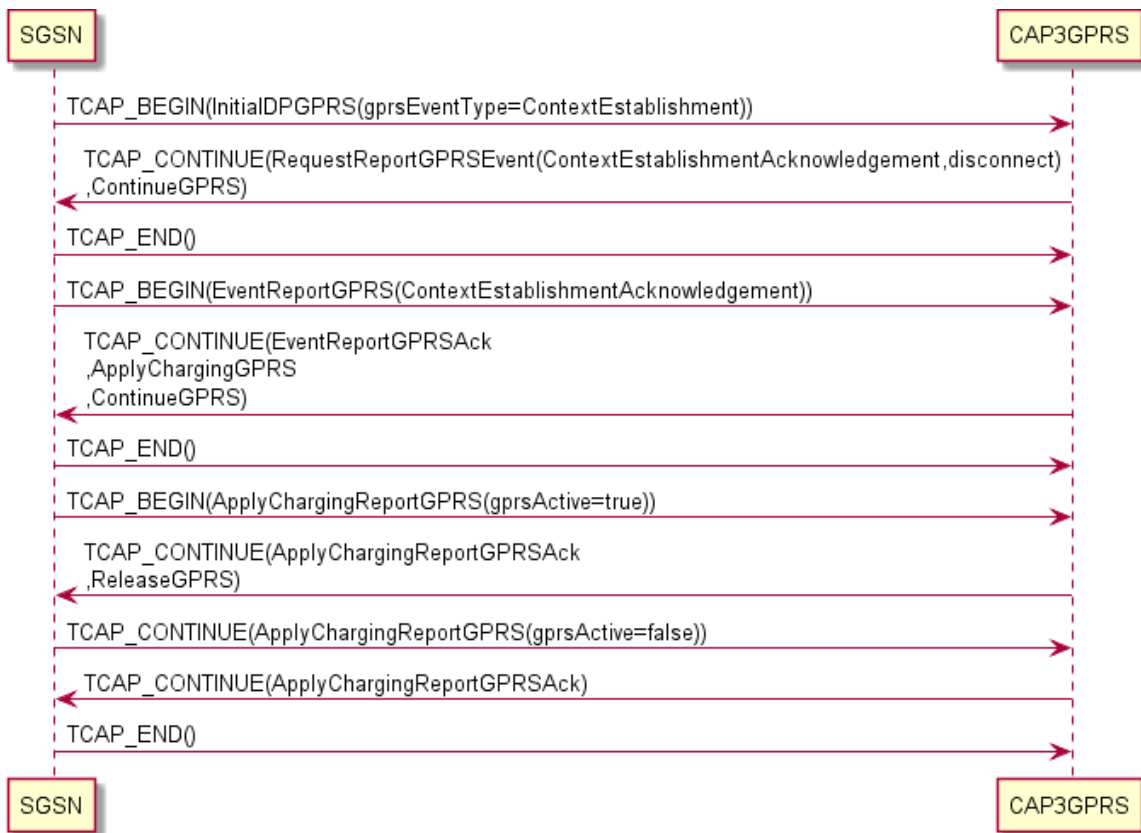 SGSN
CAP3GPRS
TCAP_BEGIN(InitialDPGPRS(gprsEventType=ContextEstablishment))
TCAP_CONTINUE(RequestReportGPRSEvent(ContextEstablishmentAcknowledgement,disconnect)
,ContinueGPRS)
TCAP_END()
TCAP_BEGIN(EventReportGPRS(ContextEstablishmentAcknowledgement))
TCAP_CONTINUE(EventReportGPRSAck
,ApplyChargingGPRS
,ContinueGPRS)
TCAP_END()
TCAP_BEGIN(ApplyChargingReportGPRS(gprsActive=true))
TCAP_CONTINUE(ApplyChargingReportGPRSAck
,ReleaseGPRS)
TCAP_CONTINUE(ApplyChargingReportGPRS(gprsActive=false))
TCAP_CONTINUE(ApplyChargingReportGPRSAck)
TCAP_END()
SGSN
CAP3GPRS